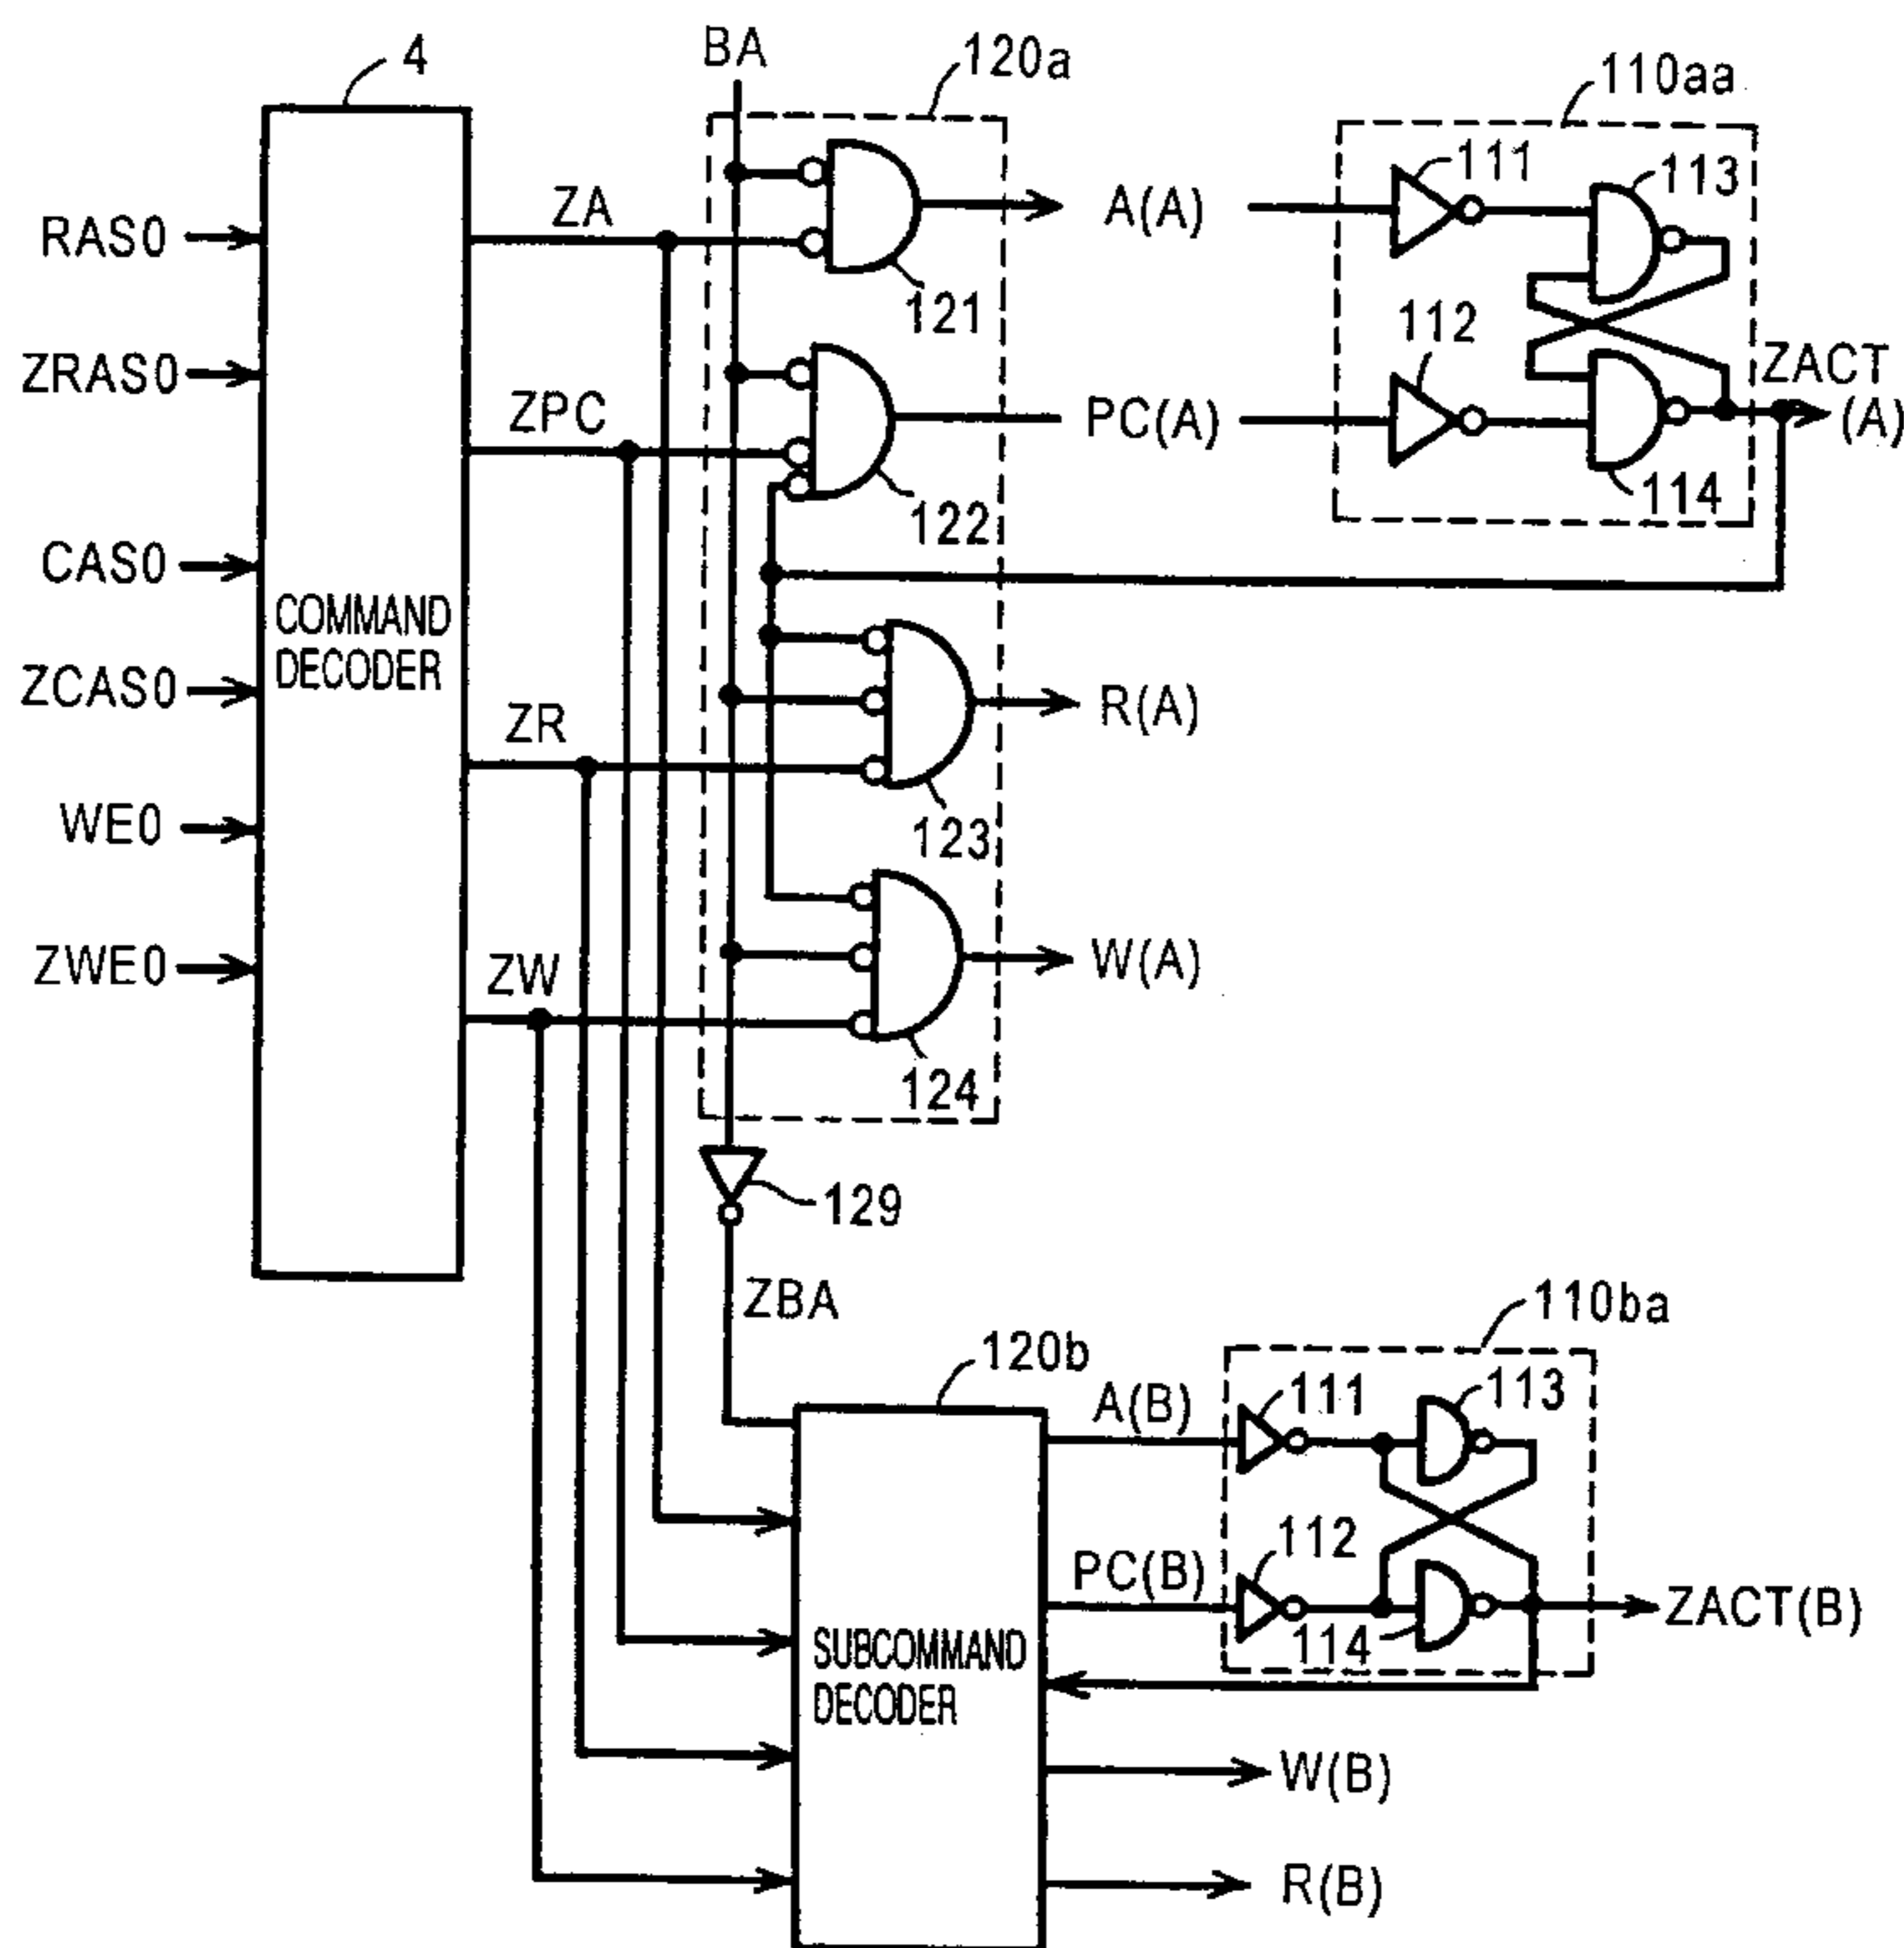 BA
120a
4
110aa
111
113
RAS0
ZA
A(A)
121
112
ZRAS0
ZPC
PC(A)
ZACT
(A)
122
114
CAS0
COMMAND
DECODER
ZCAS0
ZR
R(A)
123
WE0
ZWE0
ZW
W(A)
124
129
ZBA
110ba
120b
A(B)
111
113
PC(B)
112
114
ZACT(B)
SUBCOMMAND
DECODER
W(B)
R(B)